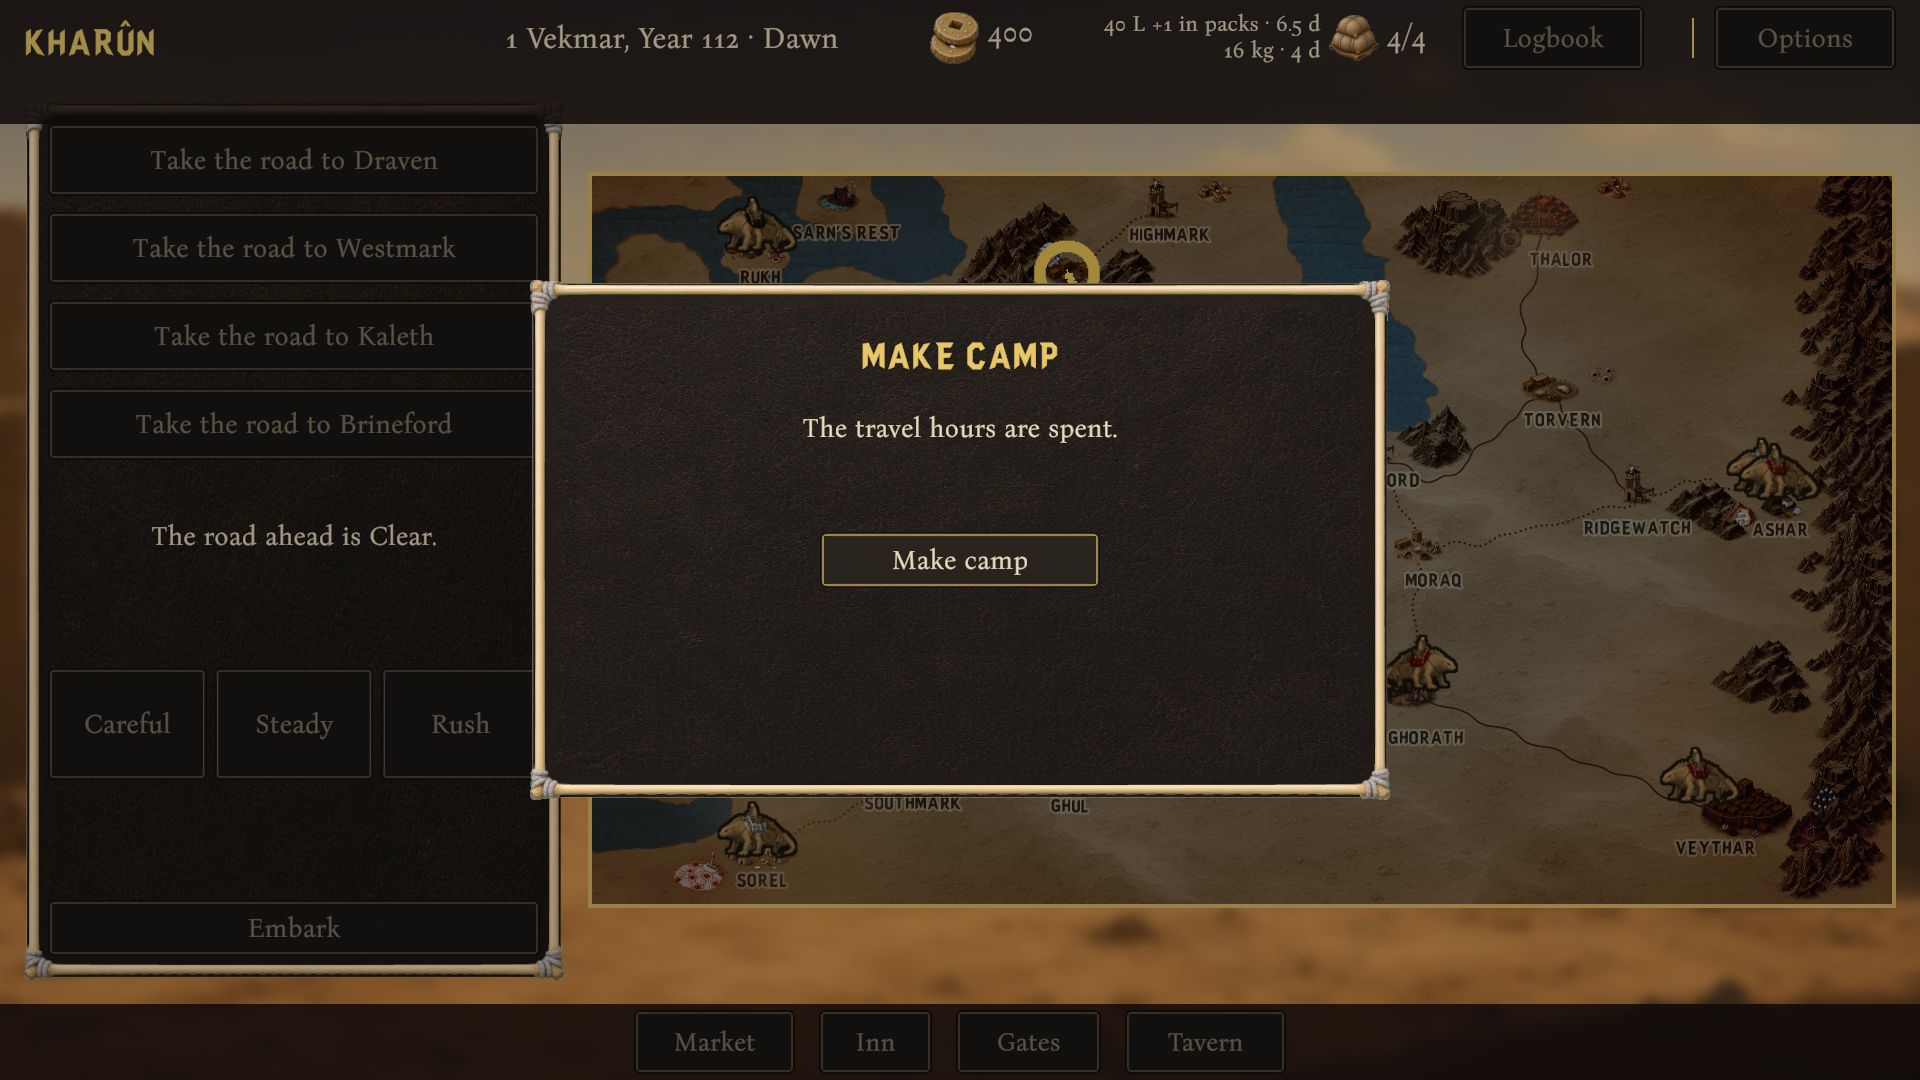 KHARÛN
1 Vekmar, Year 112 · Dawn
400
40 L +1 in packs · 6.5 d
16 kg · 4 d
4/4
Logbook
Options
Take the road to Draven
Take the road to Westmark
Take the road to Kaleth
Take the road to Brineford
The road ahead is Clear.
Careful
Steady
Rush
Embark
SARN'S REST
RUKH
HIGHMARK
THALOR
TORVERN
ORD
RIDGEWATCH
ASHAR
MORAQ
GHORATH
VEYTHAR
SOUTHMARK
GHUL
SOREL
MAKE CAMP
The travel hours are spent.
Make camp
Market
Inn
Gates
Tavern